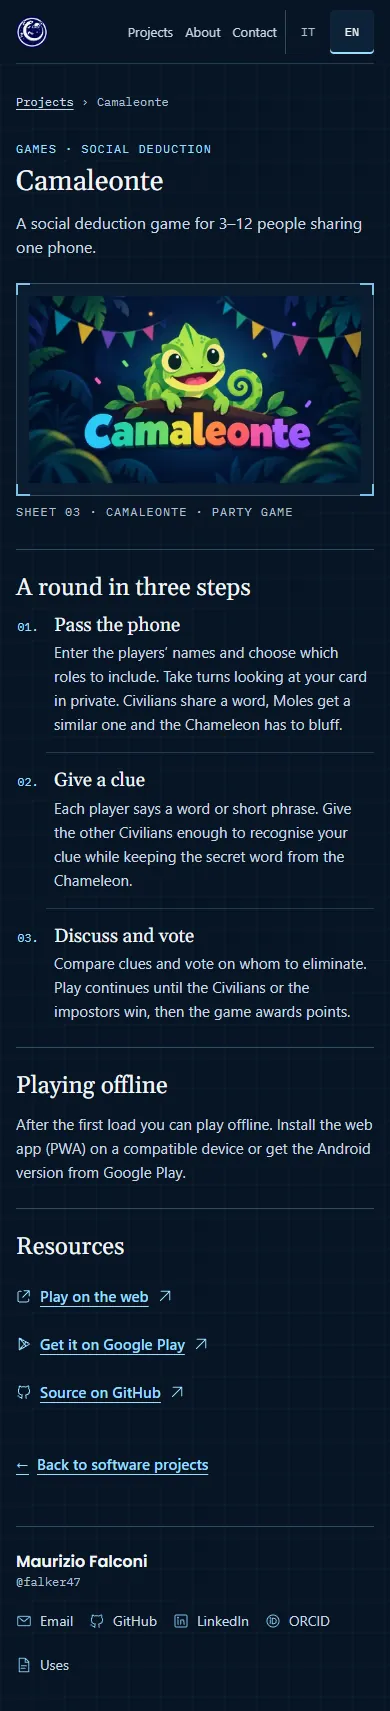 Projects About Contact IT EN
Projects › Camaleonte
GAMES · SOCIAL DEDUCTION
Camaleonte
A social deduction game for 3–12 people sharing
one phone.
Camaleonte
SHEET 03 · CAMALEONTE · PARTY GAME
A round in three steps
01. Pass the phone
Enter the players’ names and choose which
roles to include. Take turns looking at your card
in private. Civilians share a word, Moles get a
similar one and the Chameleon has to bluff.
02. Give a clue
Each player says a word or short phrase. Give
the other Civilians enough to recognise your
clue while keeping the secret word from the
Chameleon.
03. Discuss and vote
Compare clues and vote on whom to eliminate.
Play continues until the Civilians or the
impostors win, then the game awards points.
Playing offline
After the first load you can play offline. Install the web
app (PWA) on a compatible device or get the Android
version from Google Play.
Resources
Play on the web ↗
Get it on Google Play ↗
Source on GitHub ↗
← Back to software projects
Maurizio Falconi
@falker47
Email GitHub LinkedIn ORCID
Uses